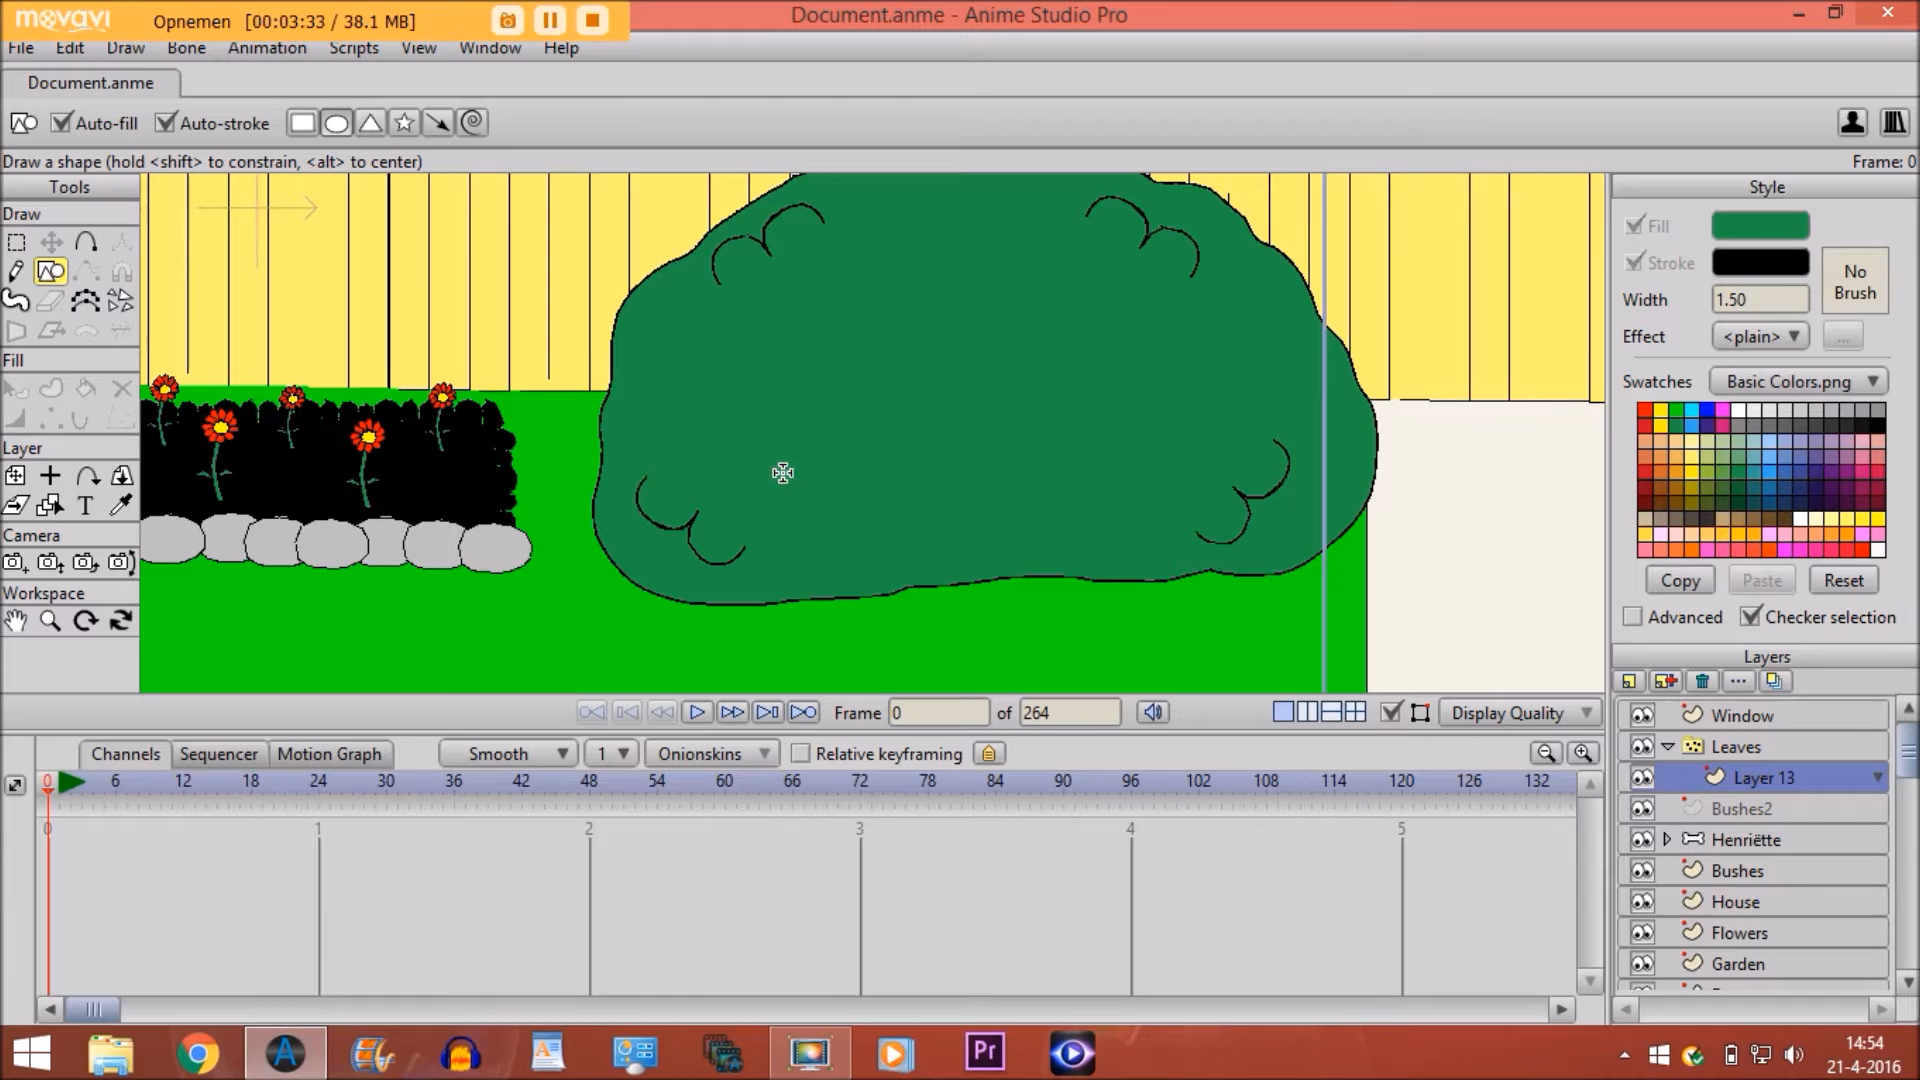 movavi Opnemen [00:03:33 / 38.1 MB]
Document.anme - Anime Studio Pro
File Edit Draw Bone Animation Scripts View Window Help
Document.anme
Auto-fill Auto-stroke
Draw a shape (hold <shift> to constrain, <alt> to center)
Frame: 0
Tools
Draw
Fill
Layer
T
Camera
Workspace
Style
Fill
Stroke
No
Brush
Width 1.50
Effect <plain> ...
Swatches Basic Colors.png
Copy Paste Reset
Advanced Checker selection
Layers
Window
Leaves
Layer 13
Bushes2
Henriëtte
Bushes
House
Flowers
Garden
Frame 0 of 264 Display Quality
Channels Sequencer Motion Graph Smooth 1 Onionskins Relative keyframing
0 6 12 18 24 30 36 42 48 54 60 66 72 78 84 90 96 102 108 114 120 126 132
0 1 2 3 4 5
Pr
14:54
21-4-2016